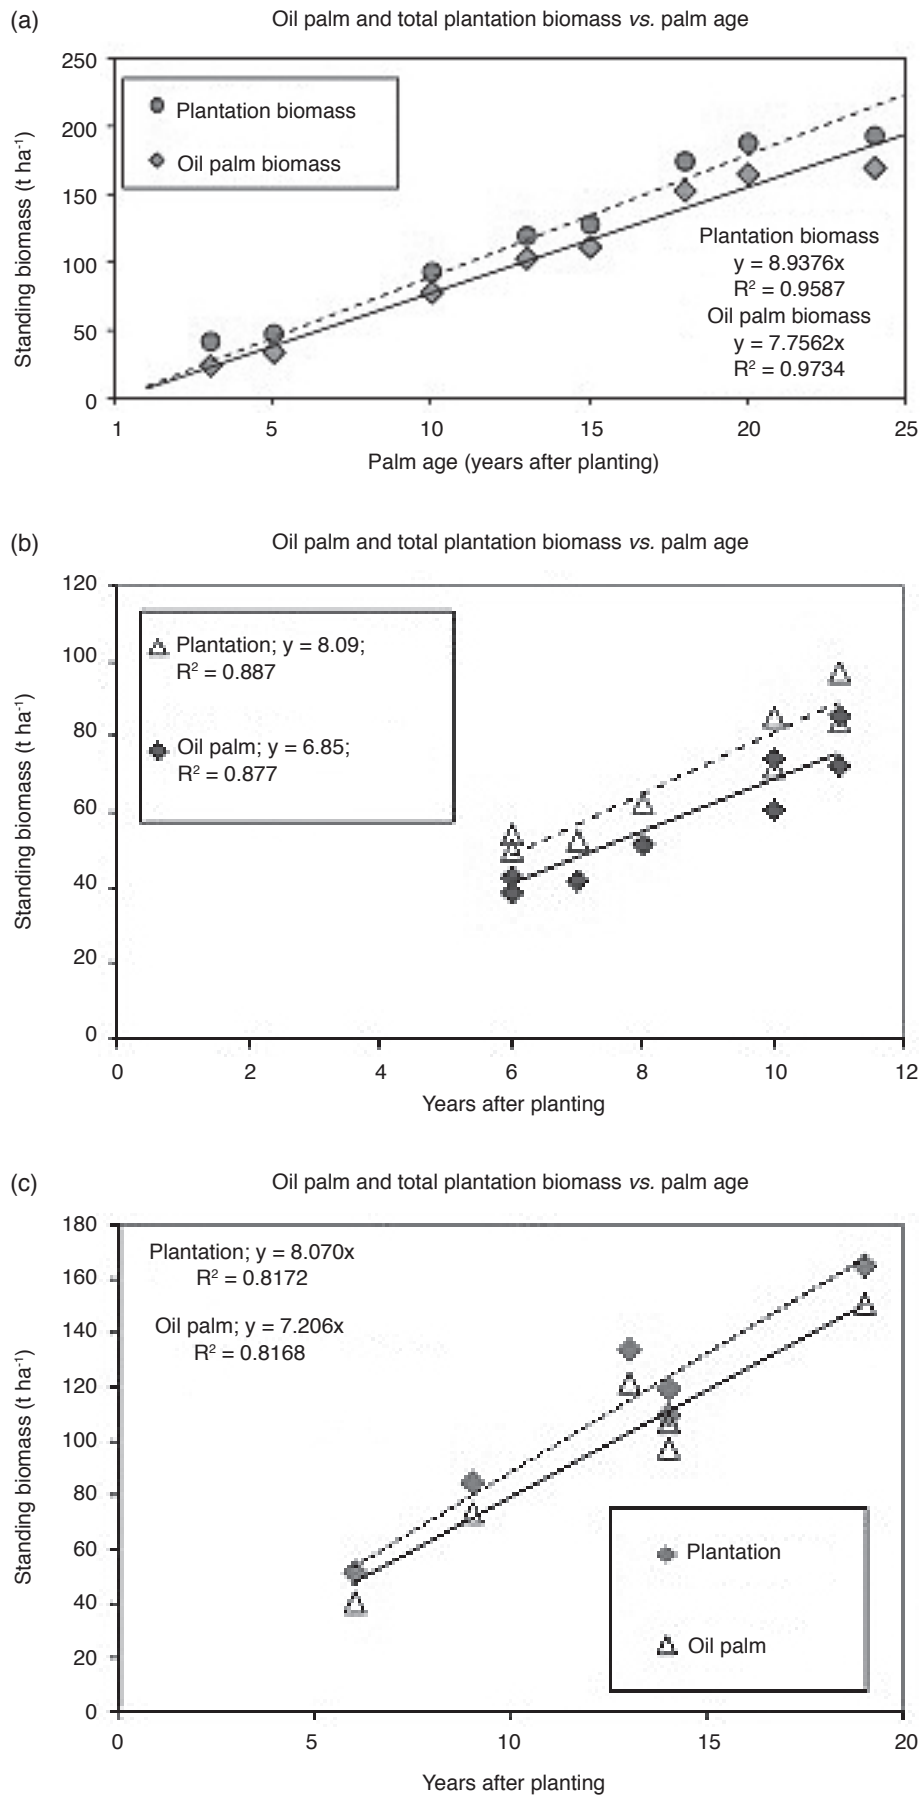 (a)
Oil palm and total plantation biomass vs. palm age
250
200
150
100
50
0
Standing biomass (t ha-1)
Plantation biomass
Oil palm biomass
Plantation biomass
y = 8.9376x
R2 = 0.9587
Oil palm biomass
y = 7.7562x
R2 = 0.9734
1 5 10 15 20 25
Palm age (years after planting)
(b)
Oil palm and total plantation biomass vs. palm age
120
100
80
60
40
20
0
Standing biomass (t ha-1)
Plantation; y = 8.09;
R2 = 0.887
Oil palm; y = 6.85;
R2 = 0.877
0 2 4 6 8 10 12
Years after planting
(c)
Oil palm and total plantation biomass vs. palm age
180
160
140
120
100
80
60
40
20
0
Standing biomass (t ha-1)
Plantation; y = 8.070x
R2 = 0.8172
Oil palm; y = 7.206x
R2 = 0.8168
Plantation
Oil palm
0 5 10 15 20
Years after planting